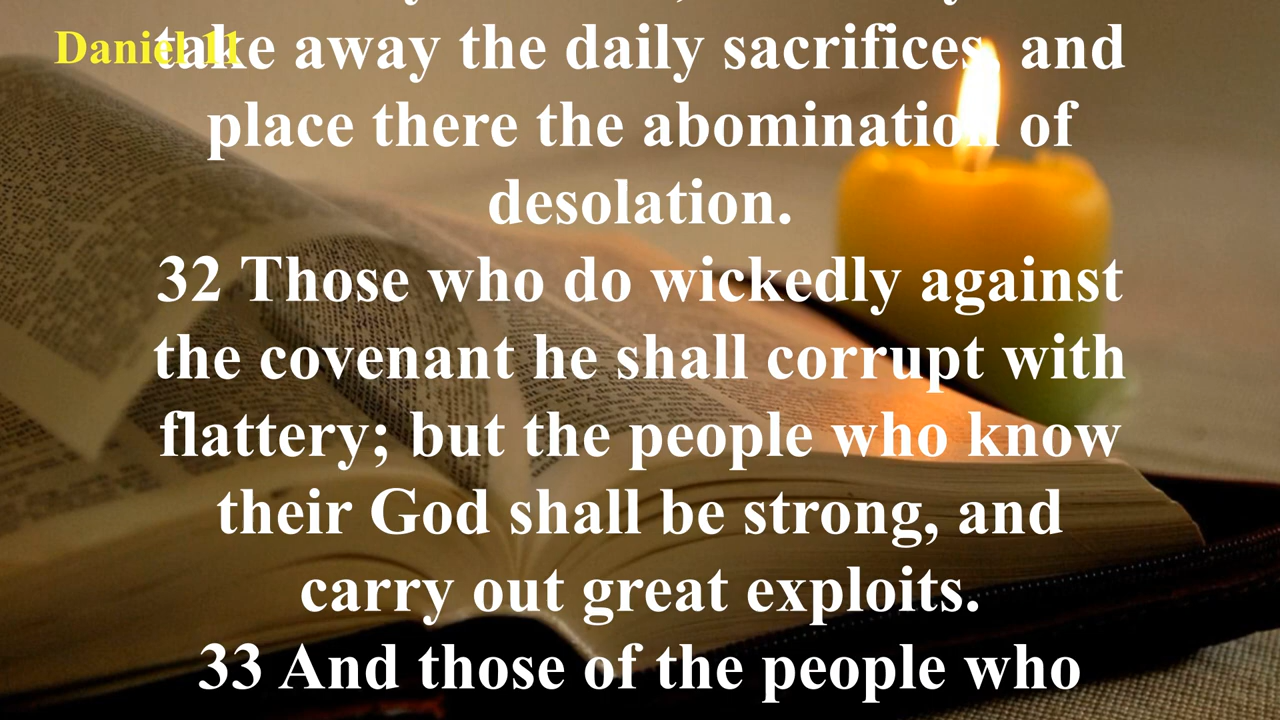 Daniel 11
take away the daily sacrifices, and
place there the abomination of
desolation.
32 Those who do wickedly against
the covenant he shall corrupt with
flattery; but the people who know
their God shall be strong, and
carry out great exploits.
33 And those of the people who